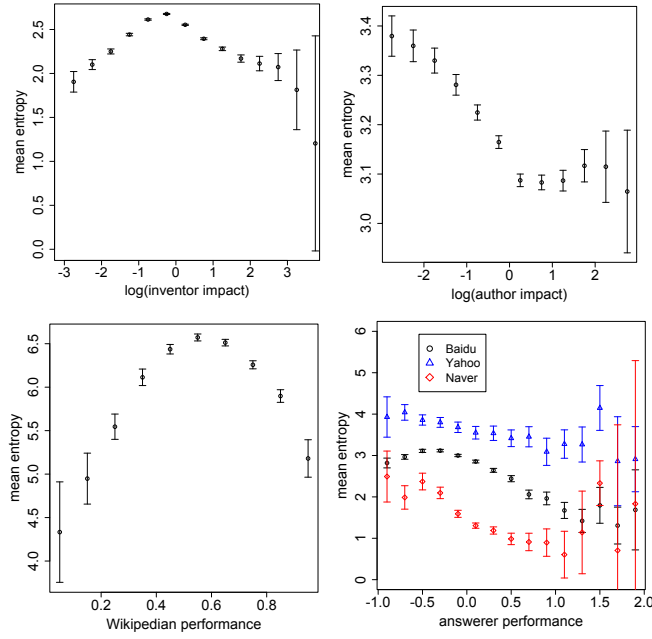 mean entropy
2.5
2.0
1.5
1.0
0.5
0.0
-3 -2 -1 0 1 2 3
log(inventor impact)
mean entropy
3.4
3.3
3.2
3.1
3.0
-2 -1 0 1 2
log(author impact)
mean entropy
6.5
6.0
5.5
5.0
4.5
4.0
0.2 0.4 0.6 0.8
Wikipedian performance
mean entropy
6
5
4
3
2
1
0
Baidu
Yahoo
Naver
-1.0 -0.5 0.0 0.5 1.0 1.5 2.0
answerer performance